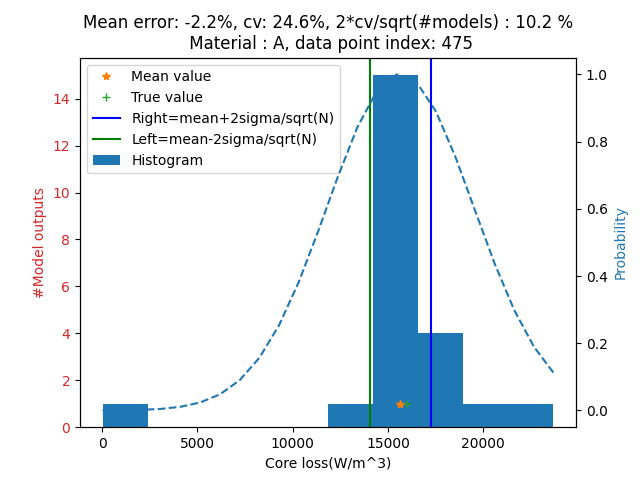 Mean error: -2.2%, cv: 24.6%, 2*cv/sqrt(#models) : 10.2 %
Material : A, data point index: 475
Mean value
True value
Right=mean+2sigma/sqrt(N)
Left=mean-2sigma/sqrt(N)
Histogram
#Model outputs
14
12
10
8
6
4
2
0
1.0
0.8
0.6
0.4
0.2
0.0
Probability
0
5000
10000
15000
20000
Core loss(W/m^3)